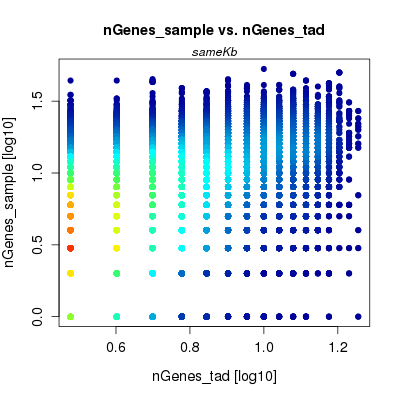 nGenes_sample vs. nGenes_tad
sameKb
nGenes_sample [log10]
1.5
1.0
0.5
0.0
0.6 0.8 1.0 1.2
nGenes_tad [log10]